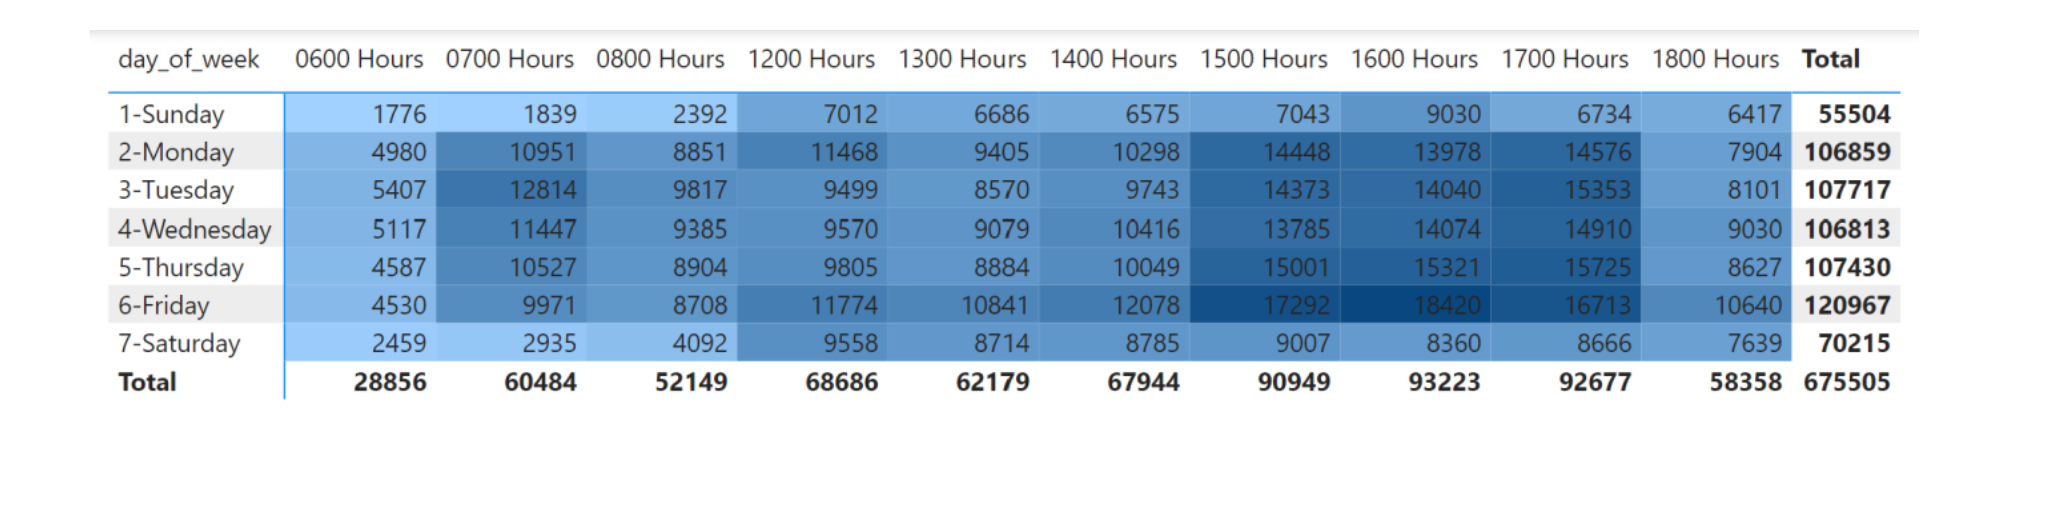 day_of_week 0600 Hours 0700 Hours 0800 Hours 1200 Hours 1300 Hours 1400 Hours 1500 Hours 1600 Hours 1700 Hours 1800 Hours Total
1-Sunday 1776 1839 2392 7012 6686 6575 7043 9030 6734 6417 55504
2-Monday 4980 10951 8851 11468 9405 10298 14448 13978 14576 7904 106859
3-Tuesday 5407 12814 9817 9499 8570 9743 14373 14040 15353 8101 107717
4-Wednesday 5117 11447 9385 9570 9079 10416 13785 14074 14910 9030 106813
5-Thursday 4587 10527 8904 9805 8884 10049 15001 15321 15725 8627 107430
6-Friday 4530 9971 8708 11774 10841 12078 17292 18420 16713 10640 120967
7-Saturday 2459 2935 4092 9558 8714 8785 9007 8360 8666 7639 70215
Total 28856 60484 52149 68686 62179 67944 90949 93223 92677 58358 675505